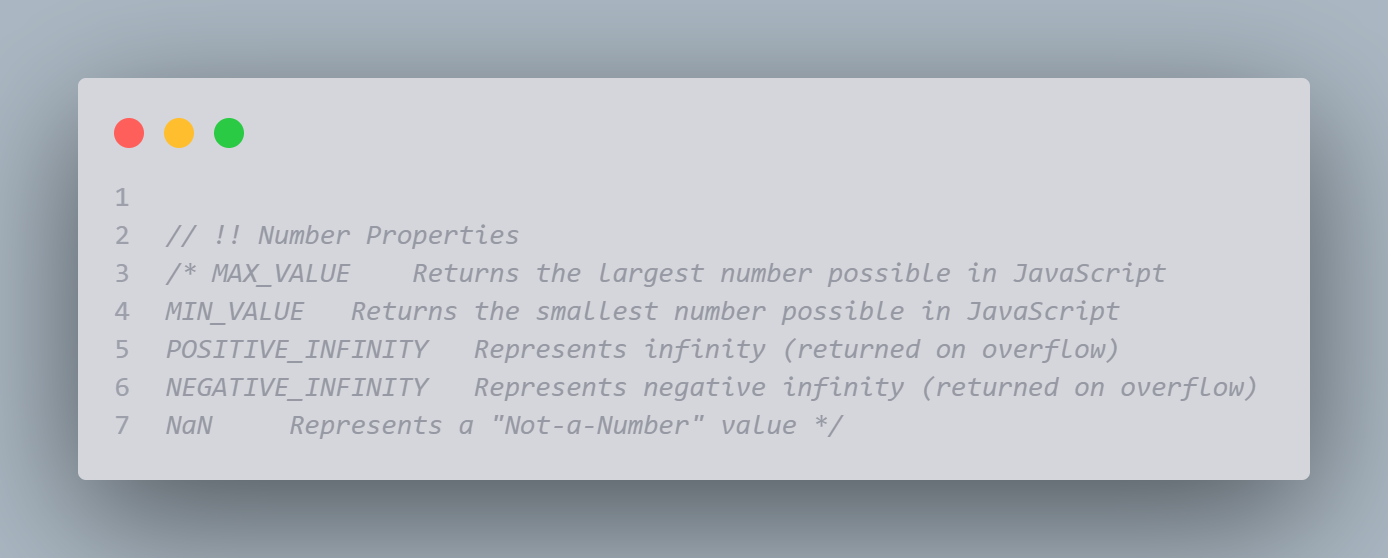 1
2 // !! Number Properties
3 /* MAX_VALUE    Returns the largest number possible in JavaScript
4 MIN_VALUE   Returns the smallest number possible in JavaScript
5 POSITIVE_INFINITY   Represents infinity (returned on overflow)
6 NEGATIVE_INFINITY   Represents negative infinity (returned on overflow)
7 NaN     Represents a "Not-a-Number" value */